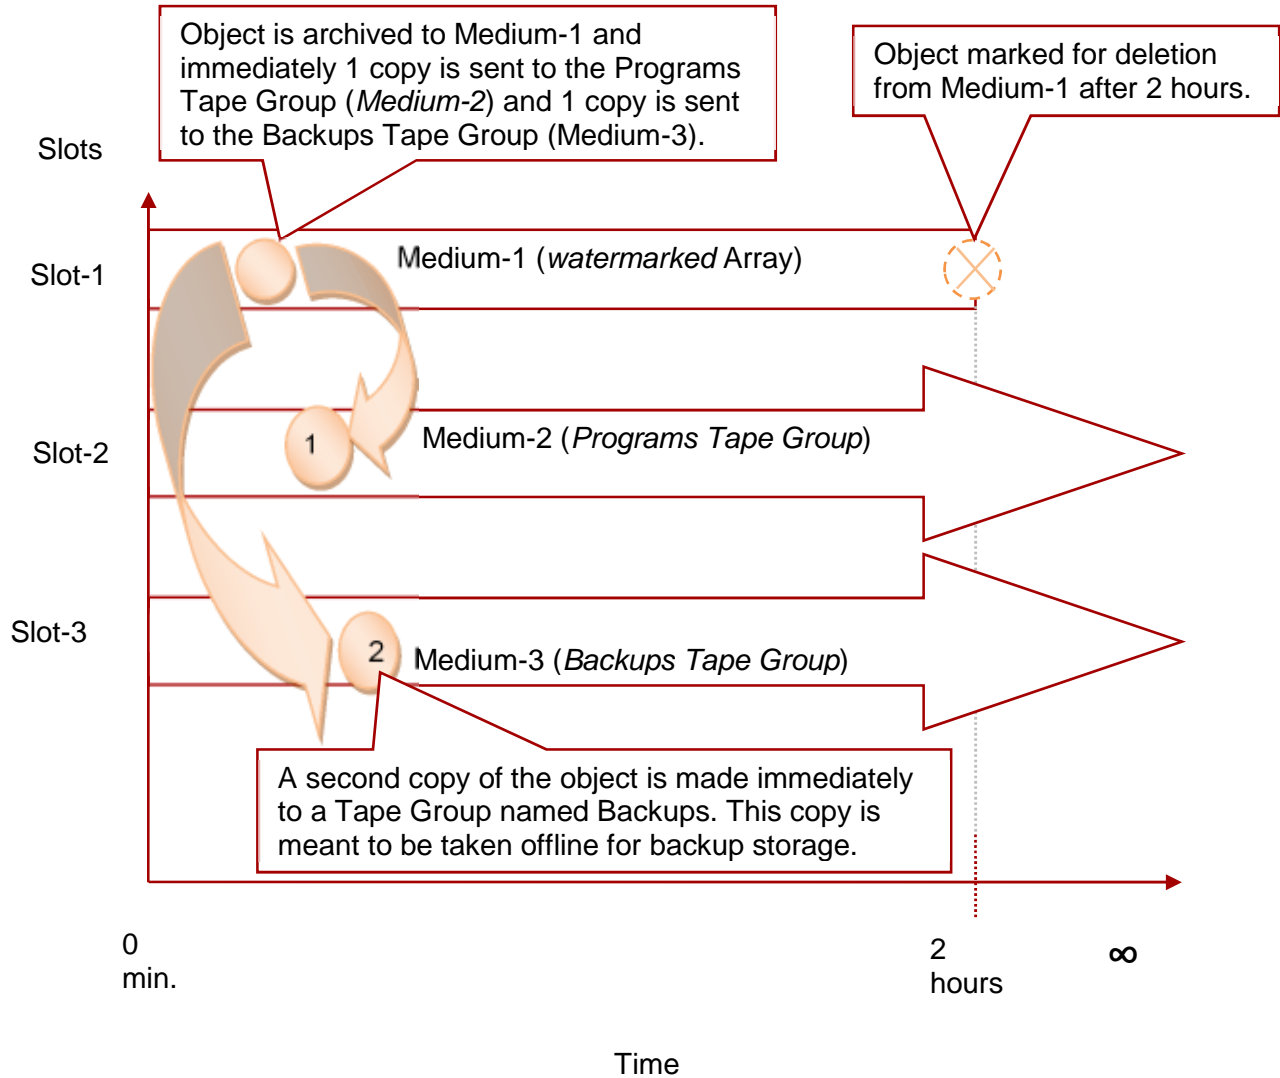 Object is archived to Medium-1 and
immediately 1 copy is sent to the Programs
Tape Group (Medium-2) and 1 copy is sent
to the Backups Tape Group (Medium-3).
Object marked for deletion
from Medium-1 after 2 hours.
Slots
Slot-1
Medium-1 (watermarked Array)
Slot-2
1
Medium-2 (Programs Tape Group)
Slot-3
2
Medium-3 (Backups Tape Group)
A second copy of the object is made immediately
to a Tape Group named Backups. This copy is
meant to be taken offline for backup storage.
0
min.
2
hours
∞
Time